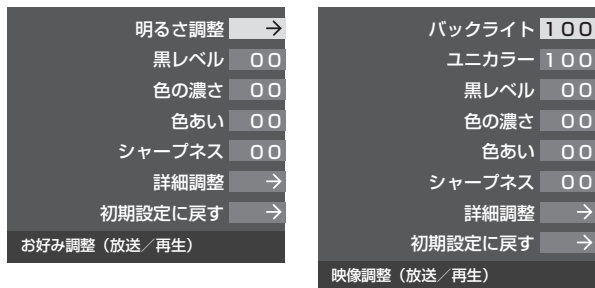 明るさ調整 →
黒レベル 00
色の濃さ 00
色あい 00
シャープネス 00
詳細調整 →
初期設定に戻す →
お好み調整（放送／再生）
バックライト 100
ユニカラー 100
黒レベル 00
色の濃さ 00
色あい 00
シャープネス 00
詳細調整 →
初期設定に戻す →
映像調整（放送／再生）